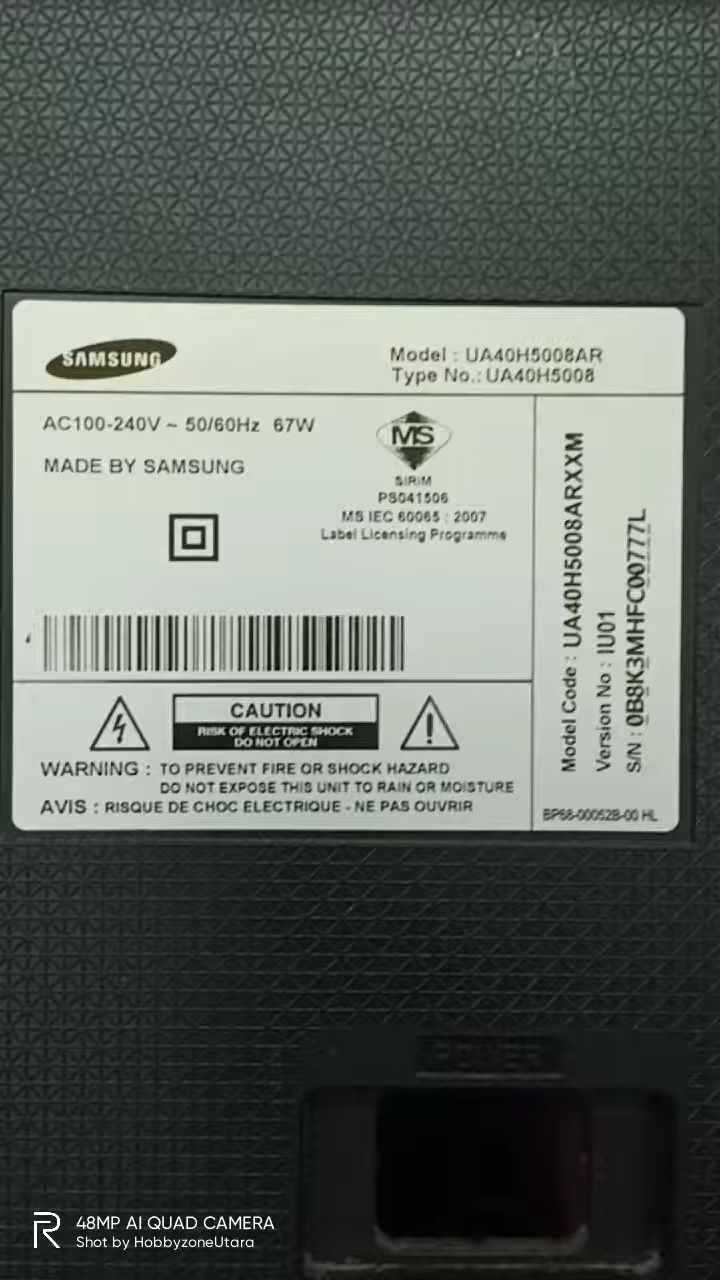 SAMSUNG
Model : UA40H5008AR
Type No.: UA40H5008
AC100-240V ~ 50/60Hz 67W
MADE BY SAMSUNG
MS
SIRIM
PS041506
MS IEC 60065 : 2007
Label Licensing Programme
CAUTION
RISK OF ELECTRIC SHOCK
DO NOT OPEN
WARNING : TO PREVENT FIRE OR SHOCK HAZARD
DO NOT EXPOSE THIS UNIT TO RAIN OR MOISTURE
AVIS : RISQUE DE CHOC ELECTRIQUE - NE PAS OUVRIR
Model Code : UA40H5008ARXXM
Version No : IU01
S/N : 0B8K3MHFC00777L
BP68-00052B-00 HL
POWER
48MP AI QUAD CAMERA
Shot by HobbyzoneUtara